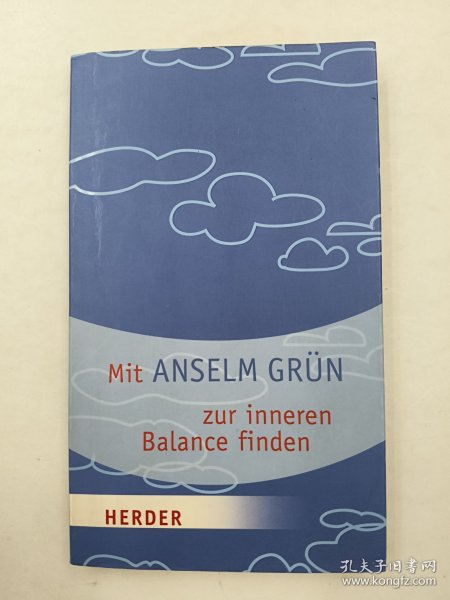 Mit ANSELM GRÜN
zur inneren
Balance finden
HERDER
孔夫子旧书网
www.kongfz.com